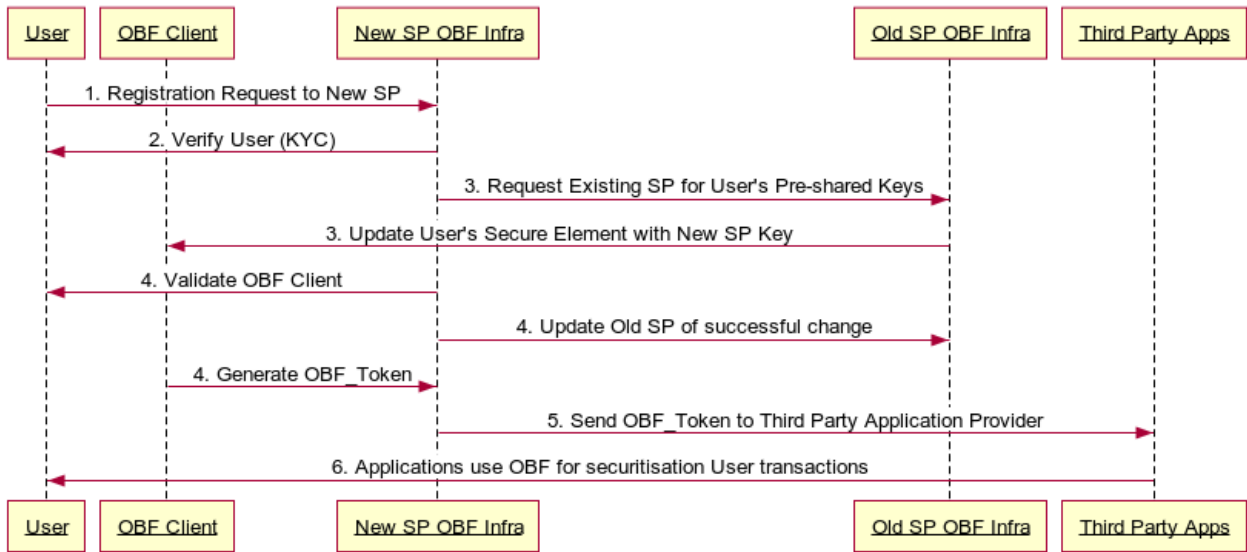 User
OBF Client
New SP OBF Infra
Old SP OBF Infra
Third Party Apps
1. Registration Request to New SP
2. Verify User (KYC)
3. Request Existing SP for User's Pre-shared Keys
3. Update User's Secure Element with New SP Key
4. Validate OBF Client
4. Update Old SP of successful change
4. Generate OBF_Token
5. Send OBF_Token to Third Party Application Provider
6. Applications use OBF for securitisation User transactions
User
OBF Client
New SP OBF Infra
Old SP OBF Infra
Third Party Apps